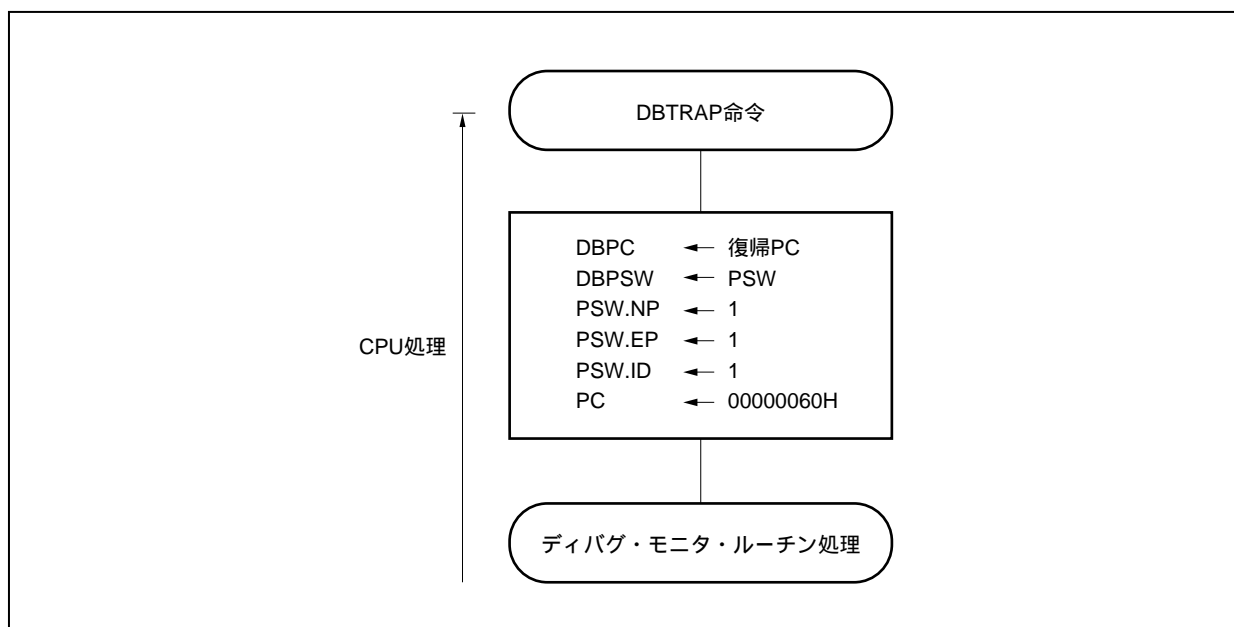 DBTRAP命令
DBPC ← 復帰PC
DBPSW ← PSW
PSW.NP ← 1
PSW.EP ← 1
PSW.ID ← 1
PC ← 00000060H
CPU処理
ディバグ・モニタ・ルーチン処理